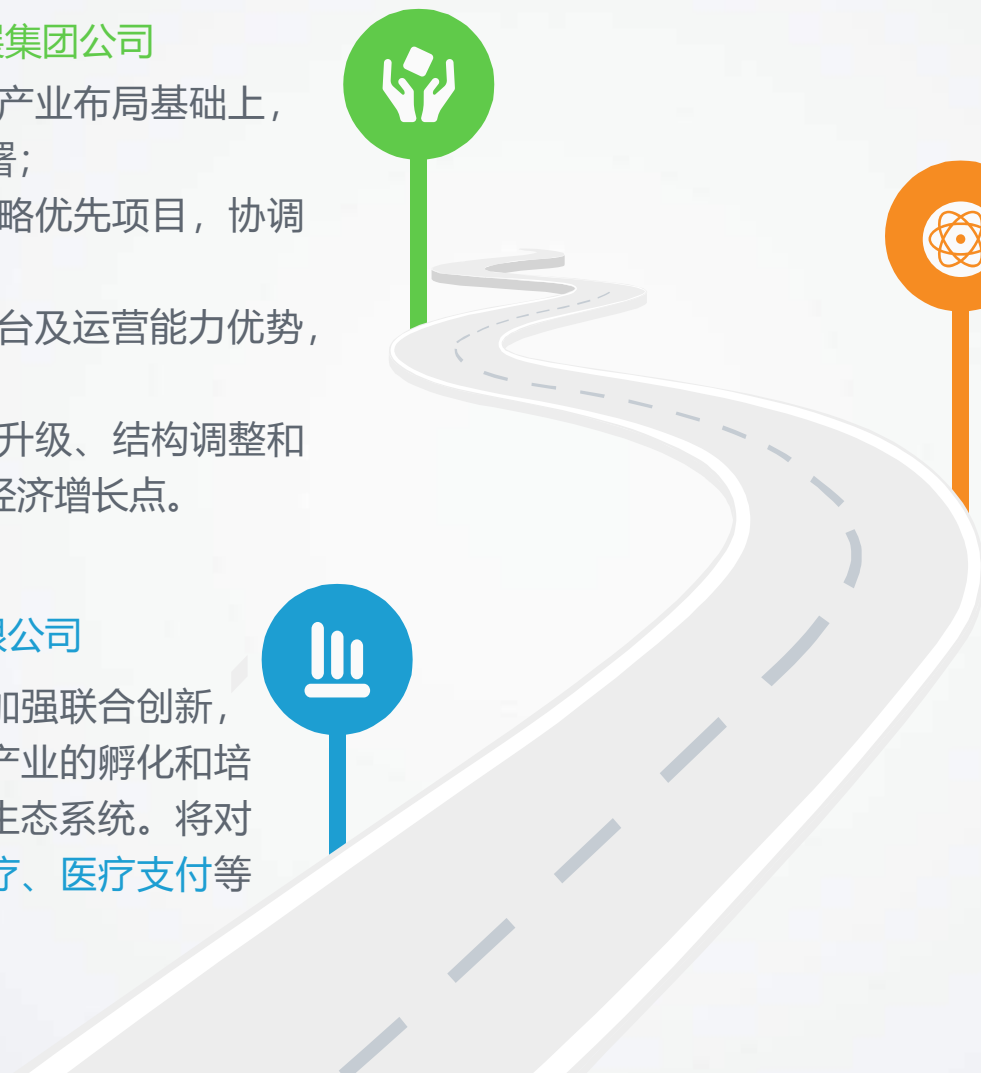 展集团公司
产业布局基础上，
署；
略优先项目，协调
台及运营能力优势，
升级、结构调整和
经济增长点。
限公司
加强联合创新，
产业的孵化和培
生态系统。将对
疗、医疗支付等